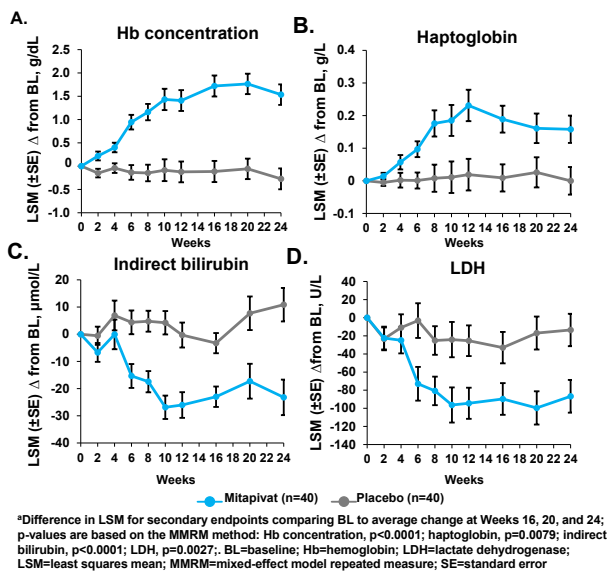 A.
Hb concentration
LSM (±SE) Δ from BL, g/dL
2.5
2.0
1.5
1.0
0.5
0
-0.5
-1.0
0 2 4 6 8 10 12 14 16 18 20 22 24
Weeks
B.
Haptoglobin
LSM (±SE) Δ from BL, g/L
0.4
0.3
0.2
0.1
0
0.1
0 2 4 6 8 10 12 14 16 18 20 22 24
Weeks
C.
Indirect bilirubin
LSM (±SE) Δ from BL, μmol/L
20
10
0
-10
-20
-30
-40
0 2 4 6 8 10 12 14 16 18 20 22 24
Weeks
D.
LDH
LSM (±SE) Δfrom BL, U/L
40
20
0
-20
-40
-60
-80
-100
-120
-140
0 2 4 6 8 10 12 14 16 18 20 22 24
Weeks
Mitapivat (n=40) Placebo (n=40)
ᵃDifference in LSM for secondary endpoints comparing BL to average change at Weeks 16, 20, and 24;
p-values are based on the MMRM method: Hb concentration, p<0.0001; haptoglobin, p=0.0079; indirect
bilirubin, p<0.0001; LDH, p=0.0027;. BL=baseline; Hb=hemoglobin; LDH=lactate dehydrogenase;
LSM=least squares mean; MMRM=mixed-effect model repeated measure; SE=standard error